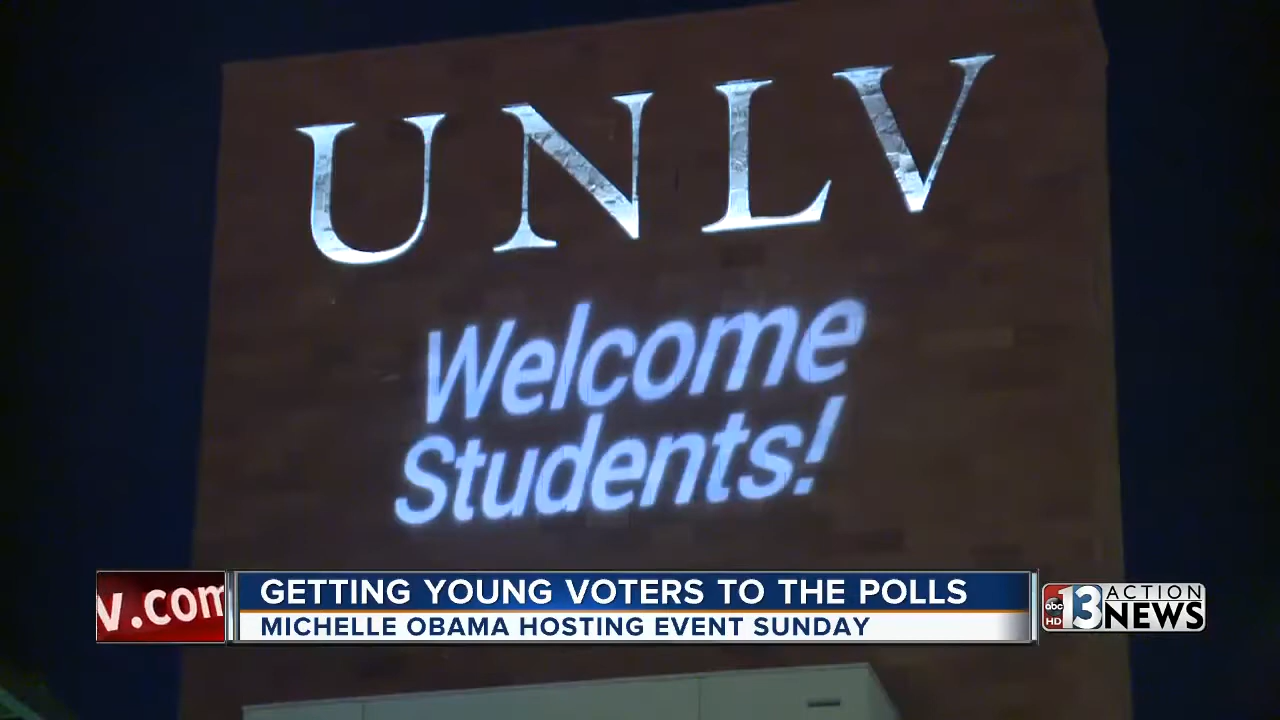 UNLV
Welcome
Students!
v.com
GETTING YOUNG VOTERS TO THE POLLS
MICHELLE OBAMA HOSTING EVENT SUNDAY
abc
HD
13
ACTION
NEWS